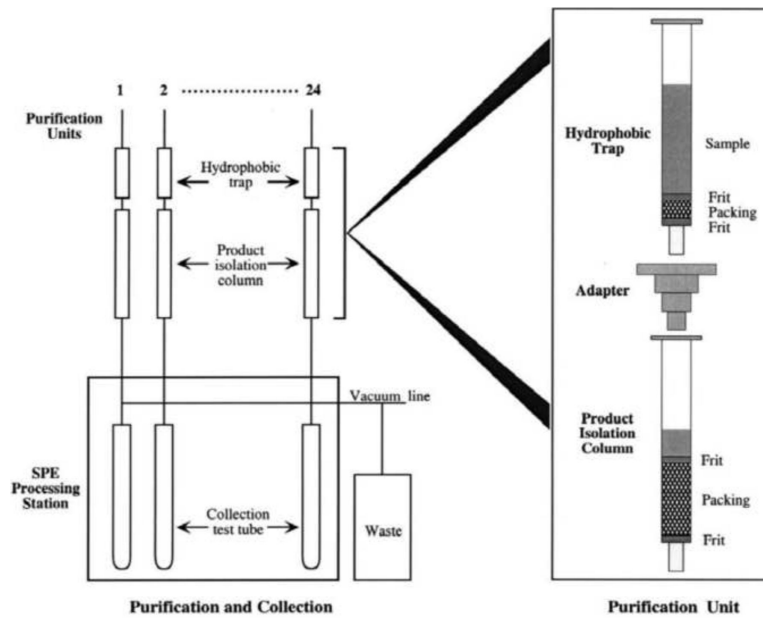 1 2 .................. 24
Purification
Units
Hydrophobic
trap
Product
isolation
column
Vacuum line
SPE
Processing
Station
Collection
test tube
Waste
Purification and Collection
Hydrophobic
Trap
Sample
Frit
Packing
Frit
Adapter
Product
Isolation
Column
Frit
Packing
Frit
Purification Unit